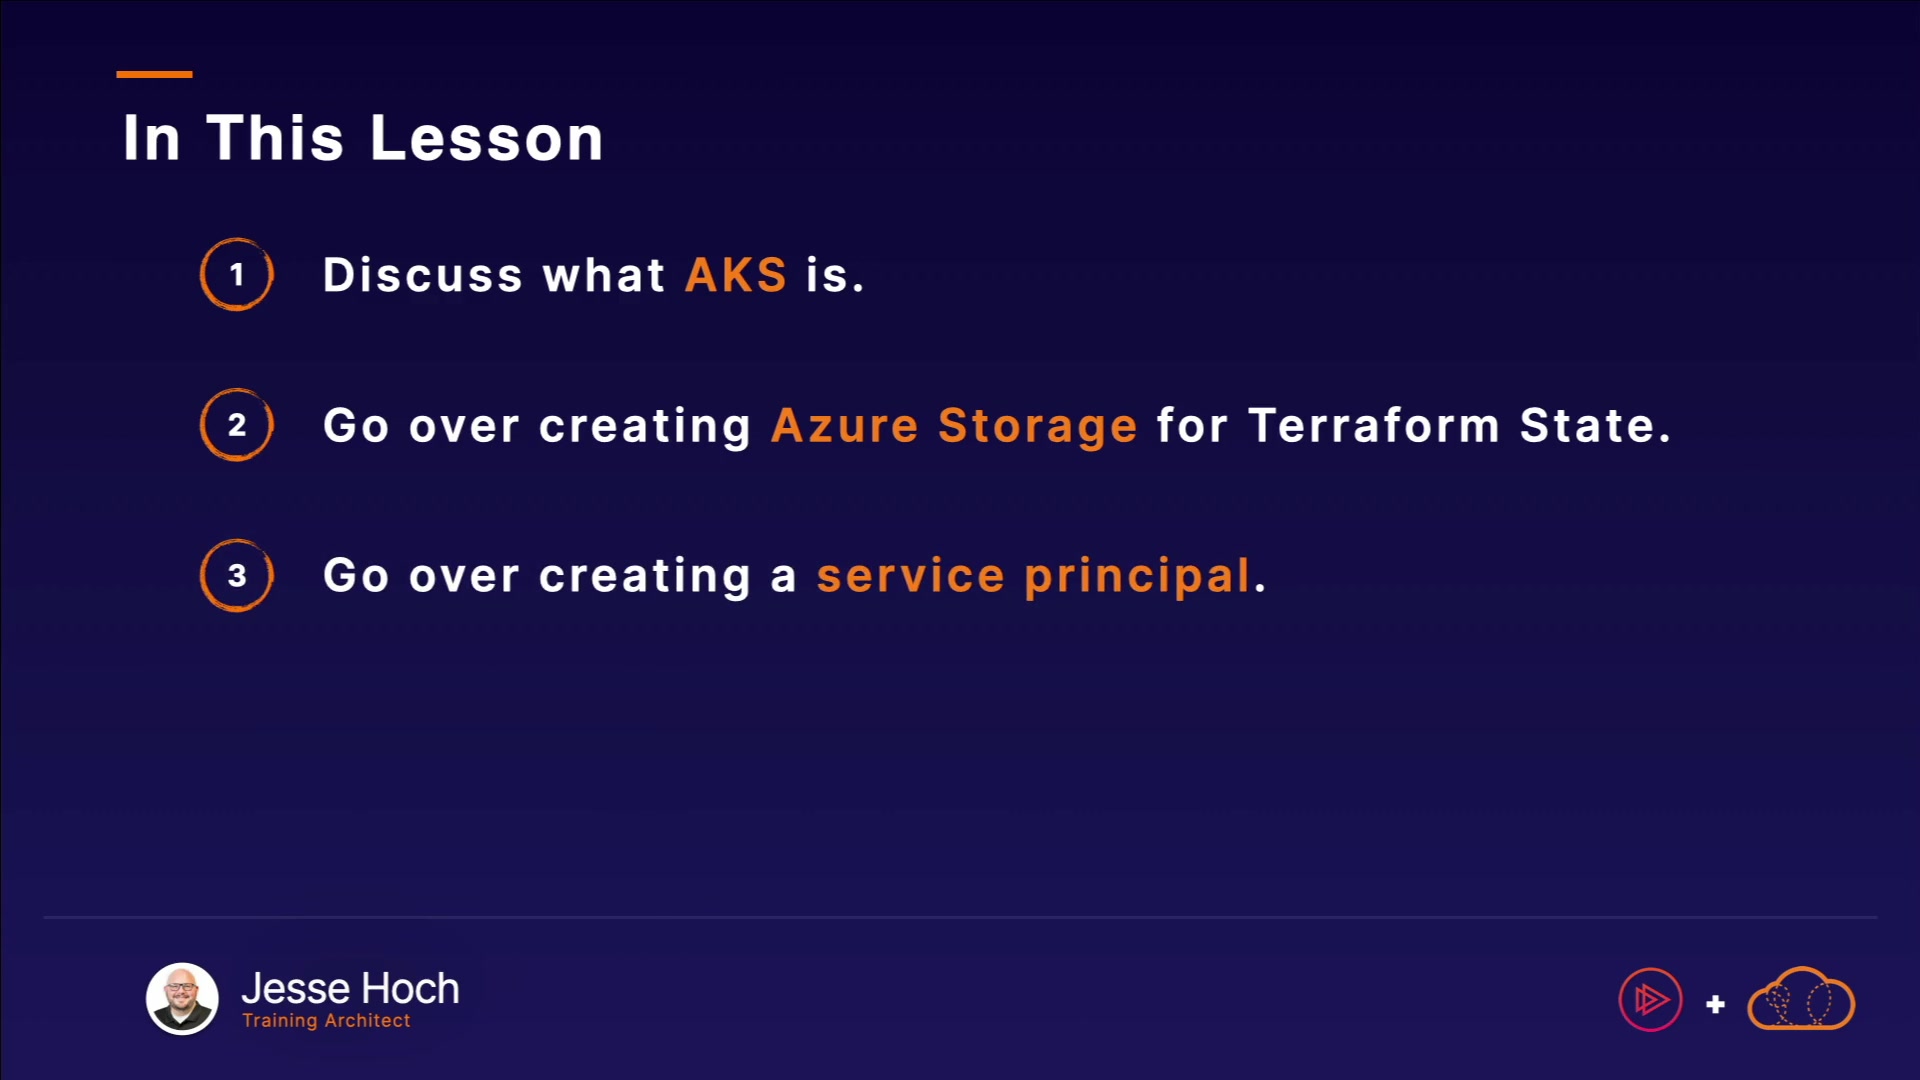 In This Lesson
1 Discuss what AKS is.
2 Go over creating Azure Storage for Terraform State.
3 Go over creating a service principal.
Jesse Hoch
Training Architect
+